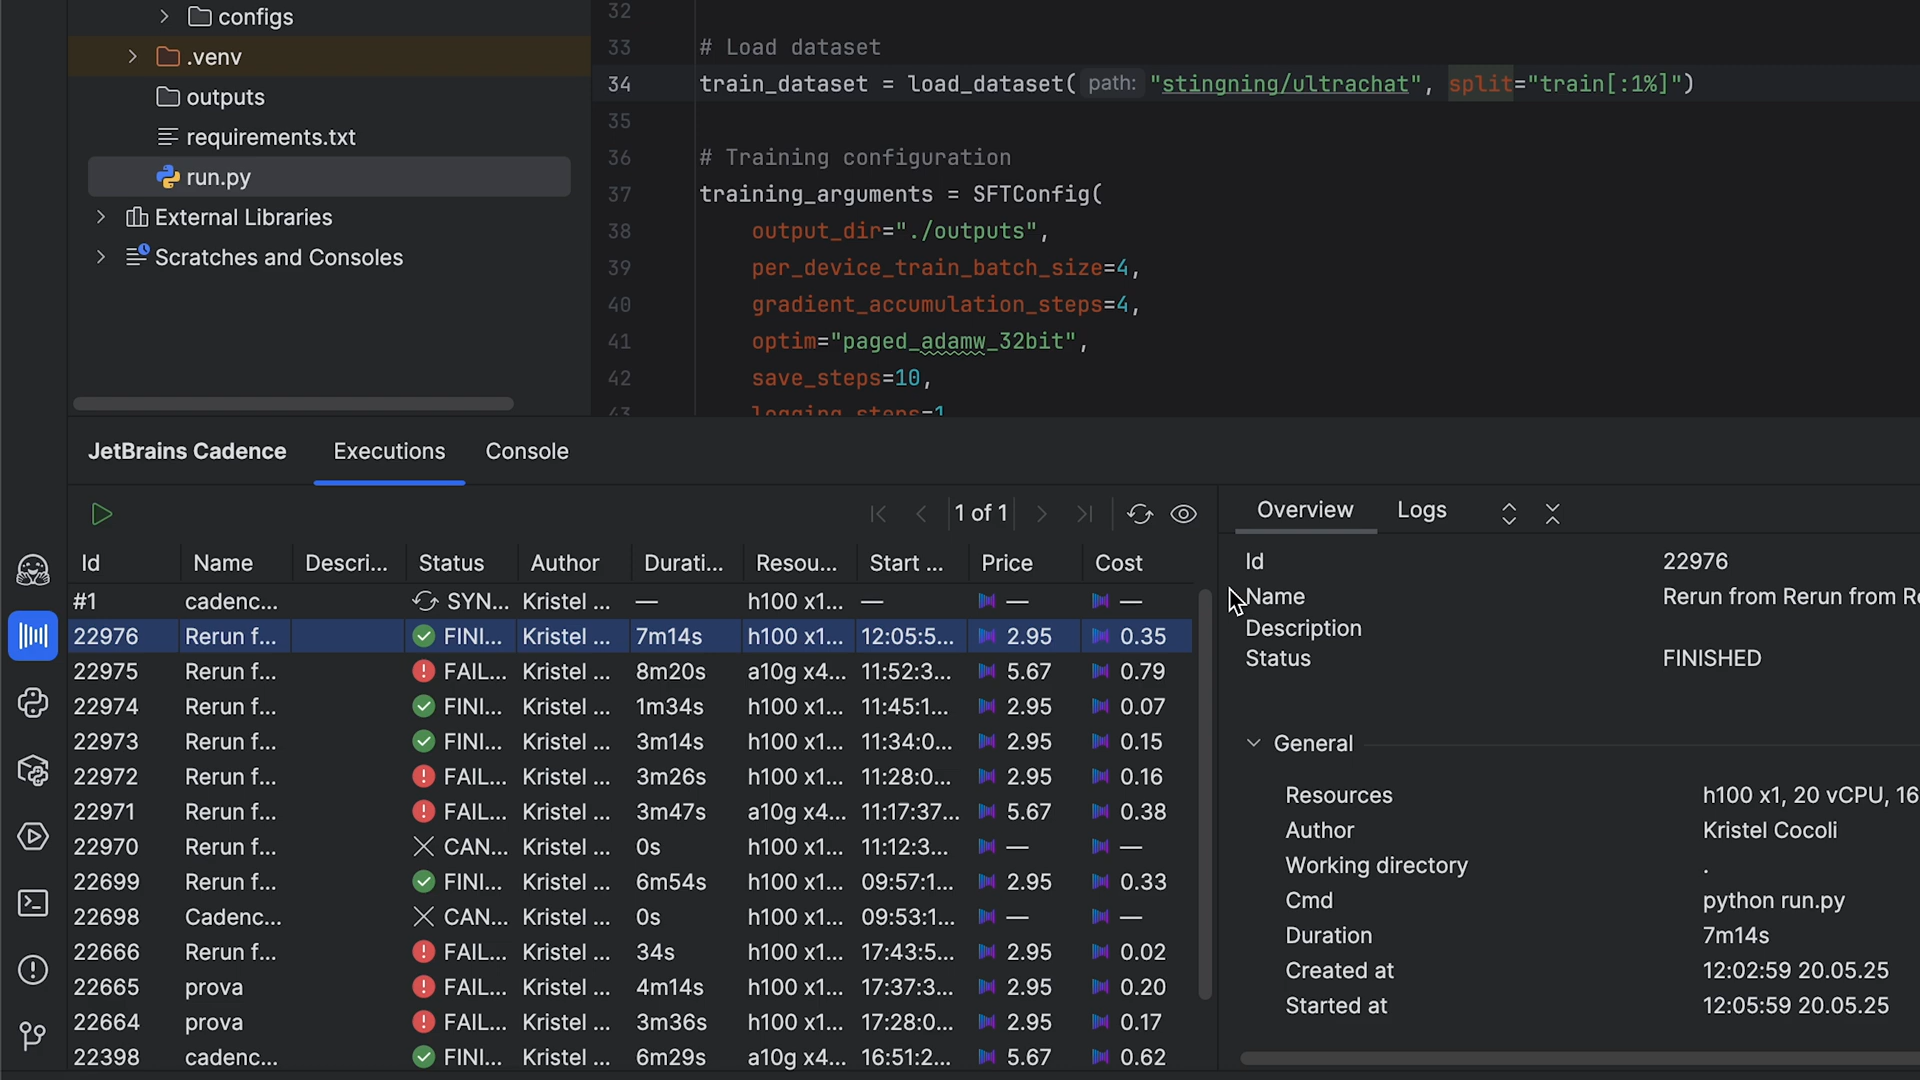 configs
.venv
outputs
requirements.txt
run.py
External Libraries
Scratches and Consoles
32
33 # Load dataset
34 train_dataset = load_dataset( path: "stingning/ultrachat", split="train[:1%]")
35
36 # Training configuration
37 training_arguments = SFTConfig(
38 output_dir="./outputs",
39 per_device_train_batch_size=4,
40 gradient_accumulation_steps=4,
41 optim="paged_adamw_32bit",
42 save_steps=10,
43 logging_steps=1
JetBrains Cadence Executions Console
1 of 1
Id Name Descri... Status Author Durati... Resou... Start ... Price Cost
#1 cadenc... SYN... Kristel ... — h100 x1... — — —
22976 Rerun f... FINI... Kristel ... 7m14s h100 x1... 12:05:5... 2.95 0.35
22975 Rerun f... FAIL... Kristel ... 8m20s a10g x4... 11:52:3... 5.67 0.79
22974 Rerun f... FINI... Kristel ... 1m34s h100 x1... 11:45:1... 2.95 0.07
22973 Rerun f... FINI... Kristel ... 3m14s h100 x1... 11:34:0... 2.95 0.15
22972 Rerun f... FAIL... Kristel ... 3m26s h100 x1... 11:28:0... 2.95 0.16
22971 Rerun f... FAIL... Kristel ... 3m47s a10g x4... 11:17:37... 5.67 0.38
22970 Rerun f... CAN... Kristel ... 0s h100 x1... 11:12:3... — —
22699 Rerun f... FINI... Kristel ... 6m54s h100 x1... 09:57:1... 2.95 0.33
22698 Cadenc... CAN... Kristel ... 0s h100 x1... 09:53:1... — —
22666 Rerun f... FAIL... Kristel ... 34s h100 x1... 17:43:5... 2.95 0.02
22665 prova FAIL... Kristel ... 4m14s h100 x1... 17:37:3... 2.95 0.20
22664 prova FAIL... Kristel ... 3m36s h100 x1... 17:28:0... 2.95 0.17
22398 cadenc... FINI... Kristel ... 6m29s a10g x4... 16:51:2... 5.67 0.62
Overview Logs
Id 22976
Name Rerun from Rerun from Re
Description
Status FINISHED
General
Resources h100 x1, 20 vCPU, 16
Author Kristel Cocoli
Working directory .
Cmd python run.py
Duration 7m14s
Created at 12:02:59 20.05.25
Started at 12:05:59 20.05.25